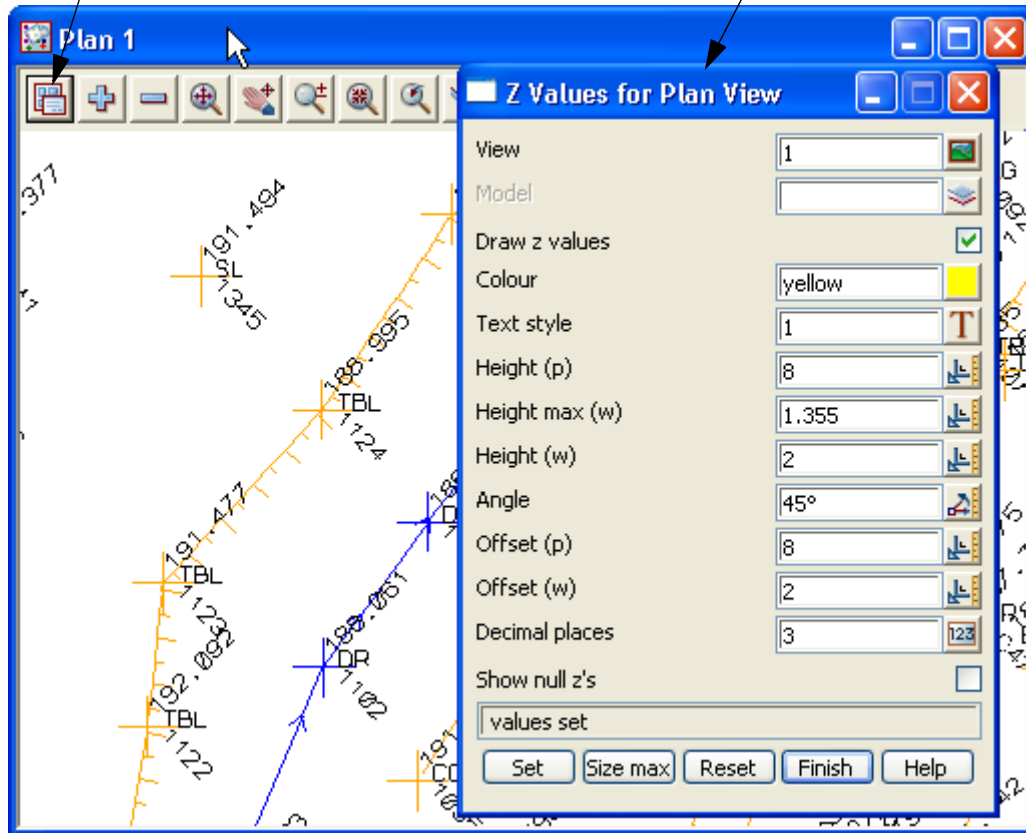 Plan 1
Z Values for Plan View
View 1
Model
Draw z values
Colour yellow
Text style 1 T
Height (p) 8
Height max (w) 1.355
Height (w) 2
Angle 45°
Offset (p) 8
Offset (w) 2
Decimal places 3 123
Show null z's
values set
Set Size max Reset Finish Help
.377
191.494
SL
1345
188.995
TBL
1124
191.477
TBL
1123
192.092
TBL
1122
DR
1102